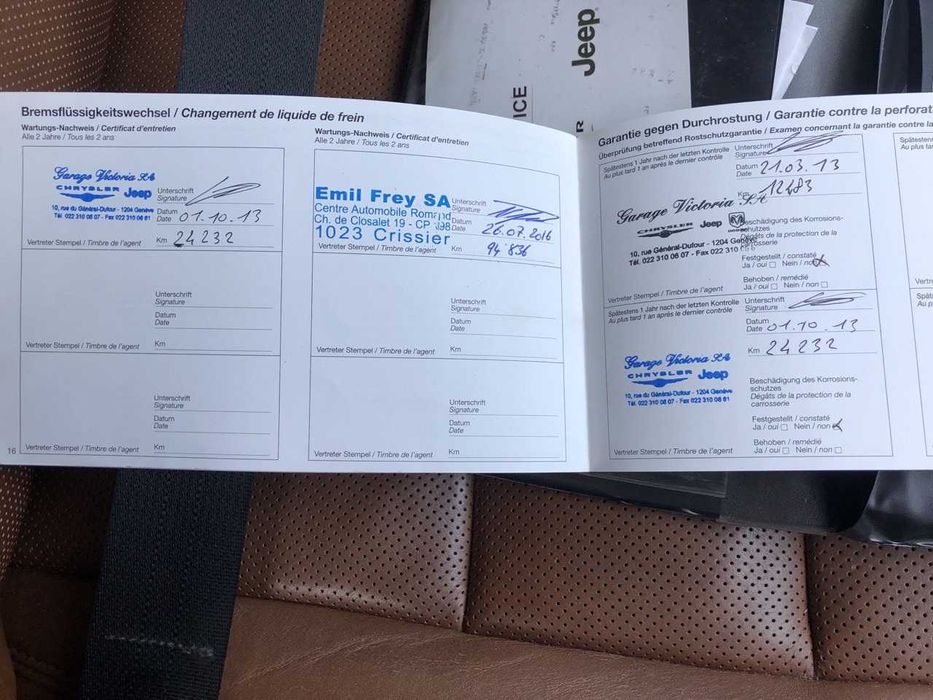 Jeep
Bremsflüssigkeitswechsel / Changement de liquide de frein
Wartungs-Nachweis / Certificat d'entretien
Alle 2 Jahre / Tous les 2 ans
Garage Victoria SA
CHRYSLER Jeep
10, rue du Général-Dufour - 1204 Genève
Tél. 022 310 06 07 - Fax 022 310 06 61
Unterschrift
Signature
Datum
Date 01.10.13
Km 24232
Vertreter Stempel / Timbre de l'agent
Unterschrift
Signature
Datum
Date
Km
Vertreter Stempel / Timbre de l'agent
Unterschrift
Signature
Datum
Date
Km
Vertreter Stempel / Timbre de l'agent
16
Wartungs-Nachweis / Certificat d'entretien
Alle 2 Jahre / Tous les 2 ans
Emil Frey SA
Centre Automobile Romand
Ch. de Closalet 19 - CP
1023 Crissier
Unterschrift
Signature
Datum
Date 26.07.2016
Km 94 836
Vertreter Stempel / Timbre de l'agent
Unterschrift
Signature
Datum
Date
Km
Vertreter Stempel / Timbre de l'agent
Unterschrift
Signature
Datum
Date
Km
Vertreter Stempel / Timbre de l'agent
Garantie gegen Durchrostung / Garantie contre la perforat
Überprüfung betreffend Rostschutzgarantie / Examen concernant la garantie contre la
Spätestens 1 Jahr nach der letzten Kontrolle
Au plus tard 1 an après le dernier contrôle
Unterschrift
Signature
Datum
Date 21.03.13
Km 12483
Garage Victoria SA
CHRYSLER Jeep
10, rue du Général-Dufour - 1204 Genève
Tél. 022 310 06 07 - Fax 022 310
Beschädigung des Korrosions-
schutzes
Dégâts de la protection de la
carrosserie
Festgestellt / constaté
Ja / oui Nein / non
Behoben / remédié
Ja / oui Nein / non
Vertreter Stempel / Timbre de l'agent
Spätestens 1 Jahr nach der letzten Kontrolle
Au plus tard 1 an après le dernier contrôle
Unterschrift
Signature
Datum
Date 01.10.13
Km 24232
Garage Victoria SA
CHRYSLER Jeep
10, rue du Général-Dufour - 1204 Genève
Tél. 022 310 06 07 - Fax 022 310 06 61
Beschädigung des Korrosions-
schutzes
Dégâts de la protection de la
carrosserie
Festgestellt / constaté
Ja / oui Nein / non
Behoben / remédié
Ja / oui Nein / non
Vertreter Stempel / Timbre de l'agent